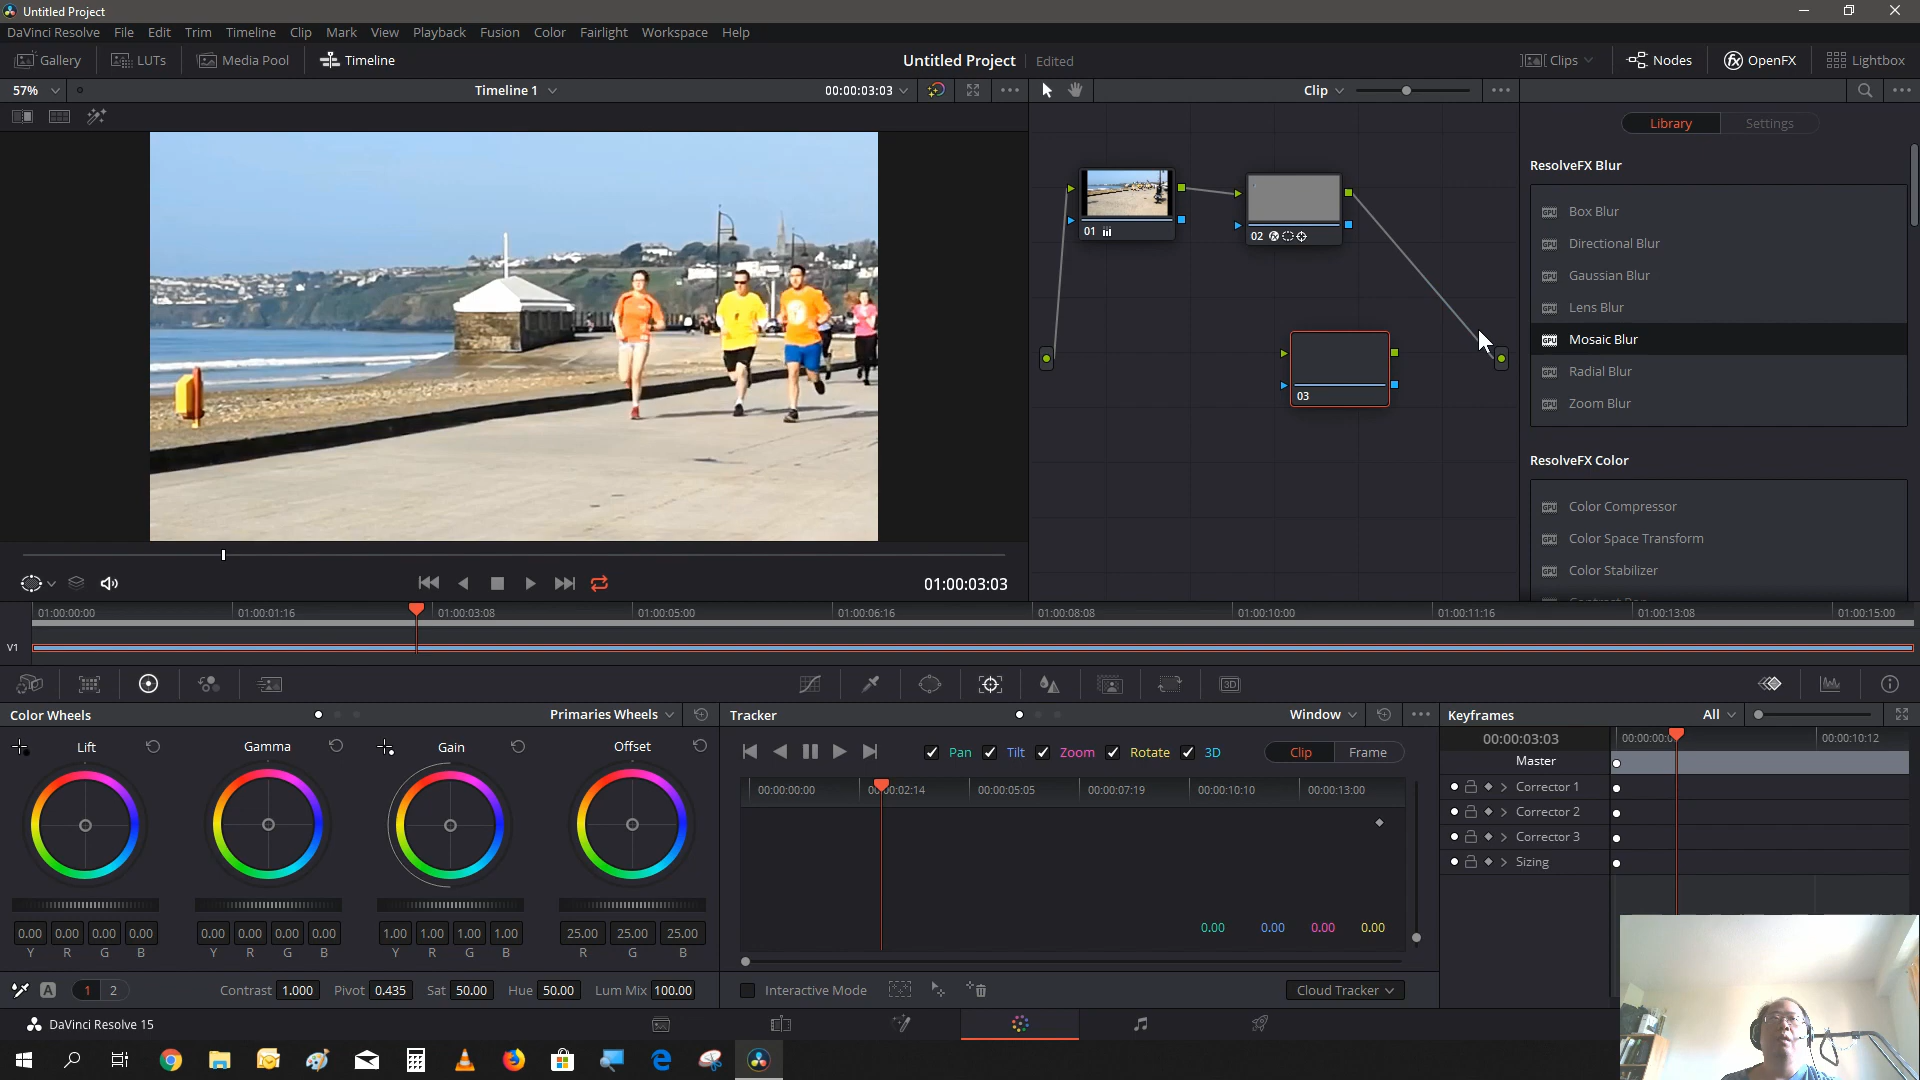 Untitled Project
DaVinci Resolve File Edit Trim Timeline Clip Mark View Playback Fusion Color Fairlight Workspace Help
Gallery LUTs Media Pool Timeline Untitled Project Edited Clips Nodes OpenFX Lightbox
57% Timeline 1 00:00:03:03 Clip
Library Settings
ResolveFX Blur
Box Blur
Directional Blur
Gaussian Blur
Lens Blur
Mosaic Blur
Radial Blur
Zoom Blur
01
02
03
ResolveFX Color
Color Compressor
Color Space Transform
Color Stabilizer
01:00:03:03
01:00:00:00 01:00:01:16 01:00:03:08 01:00:05:00 01:00:06:16 01:00:08:08 01:00:10:00 01:00:11:16 01:00:13:08 01:00:15:00
V1
3D
Color Wheels Primaries Wheels Tracker Window Keyframes All
Lift Gamma Gain Offset
Pan Tilt Zoom Rotate 3D Clip Frame
00:00:00:00 00:00:02:14 00:00:05:05 00:00:07:19 00:00:10:10 00:00:13:00
0.00 0.00 0.00 0.00
00:00:03:03 00:00:10:12
Master
Corrector 1
Corrector 2
Corrector 3
Sizing
0.00 0.00 0.00 0.00 0.00 0.00 0.00 0.00 1.00 1.00 1.00 1.00 25.00 25.00 25.00
Y R G B Y R G B Y R G B R G B
A 1 2 Contrast 1.000 Pivot 0.435 Sat 50.00 Hue 50.00 Lum Mix 100.00
Interactive Mode Cloud Tracker
DaVinci Resolve 15